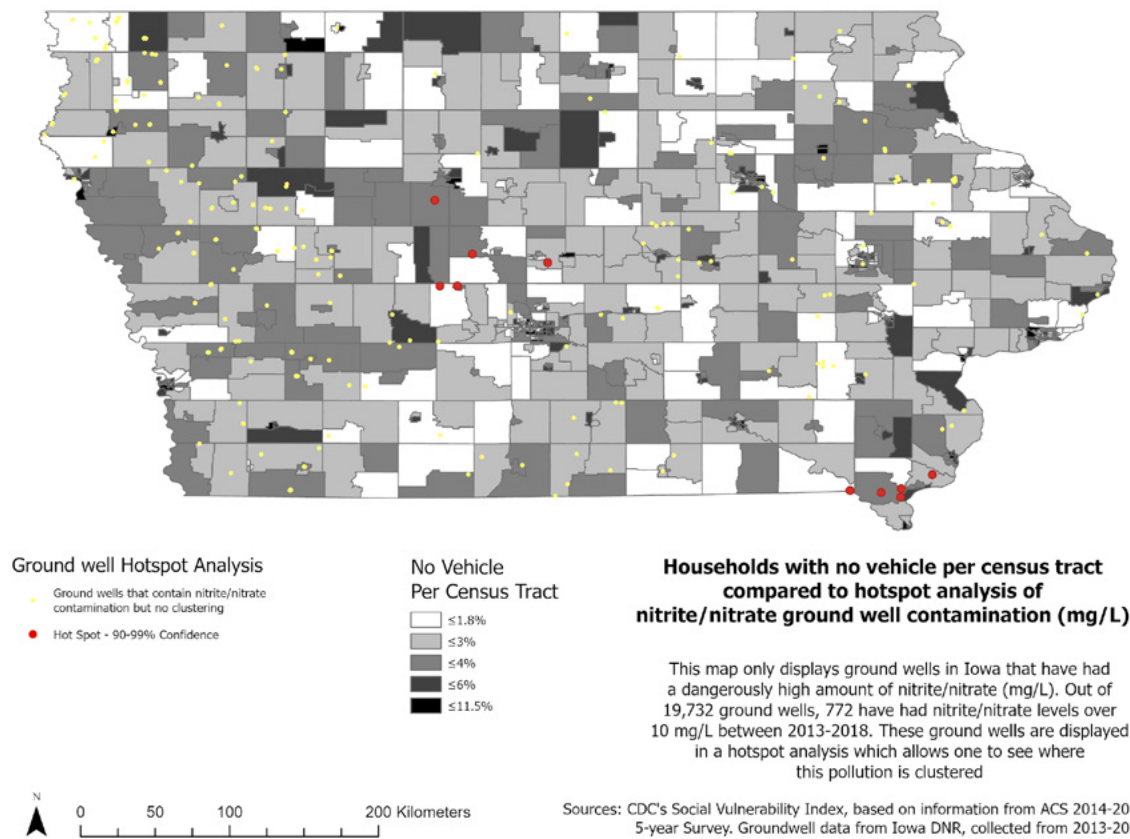 Ground well Hotspot Analysis
Ground wells that contain nitrite/nitrate
contamination but no clustering
Hot Spot - 90-99% Confidence
No Vehicle
Per Census Tract
≤1.8%
≤3%
≤4%
≤6%
≤11.5%
Households with no vehicle per census tract
compared to hotspot analysis of
nitrite/nitrate ground well contamination (mg/L)
This map only displays ground wells in Iowa that have had
a dangerously high amount of nitrite/nitrate (mg/L). Out of
19,732 ground wells, 772 have had nitrite/nitrate levels over
10 mg/L between 2013-2018. These ground wells are displayed
in a hotspot analysis which allows one to see where
this pollution is clustered
N
0 50 100 200 Kilometers
Sources: CDC's Social Vulnerability Index, based on information from ACS 2014-20
5-year Survey. Groundwell data from Iowa DNR, collected from 2013-20